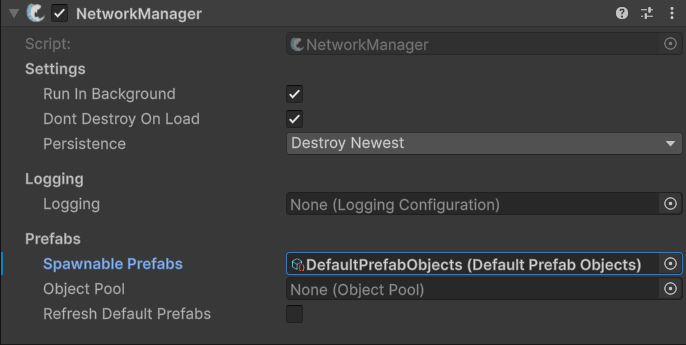 NetworkManager
Script: NetworkManager
Settings
Run In Background
Dont Destroy On Load
Persistence Destroy Newest
Logging
Logging None (Logging Configuration)
Prefabs
Spawnable Prefabs DefaultPrefabObjects (Default Prefab Objects)
Object Pool None (Object Pool)
Refresh Default Prefabs